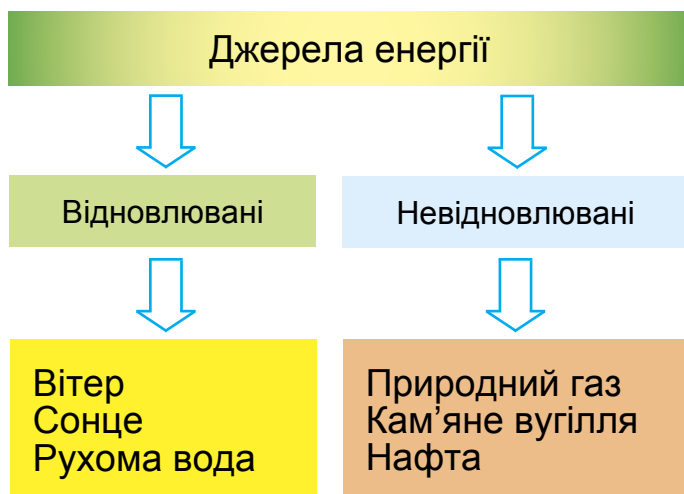 Джерела енергії
Відновлювані
Невідновлювані
Вітер
Сонце
Рухома вода
Природний газ
Кам’яне вугілля
Нафта